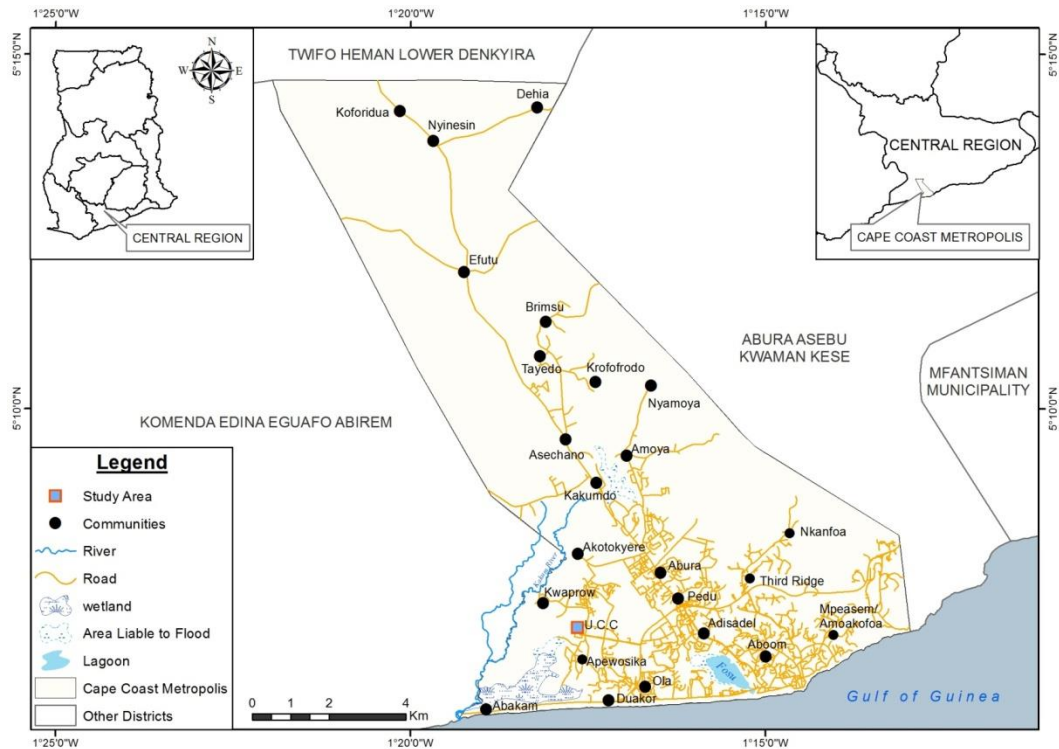 1°25'0"W
1°20'0"W
1°15'0"W
5°15'0"N
5°15'0"N
N
W
E
S
CENTRAL REGION
TWIFO HEMAN LOWER DENKYIRA
CENTRAL REGION
CAPE COAST METROPOLIS
Dehia
Koforidua
Nyinesin
Efutu
Brimsu
Tayedo
Krofofrodo
Nyamoya
ABURA ASEBU
KWAMAN KESE
MFANTSIMAN
MUNICIPALITY
KOMENDA EDINA EGUAFO ABIREM
5°10'0"N
5°10'0"N
Asechano
Amoya
Kakumdo
Nkanfoa
Akotokyere
Abura
Third Ridge
Kwaprow
Pedu
Mpeasem/
Amoakofoa
U.C.C
Adisadel
Aboom
Apewosika
Fosu
Ola
Duakor
Abakam
River
Gulf of Guinea
Legend
Study Area
Communities
River
Road
wetland
Area Liable to Flood
Lagoon
Cape Coast Metropolis
Other Districts
0 1 2 4
Km
1°25'0"W
1°20'0"W
1°15'0"W